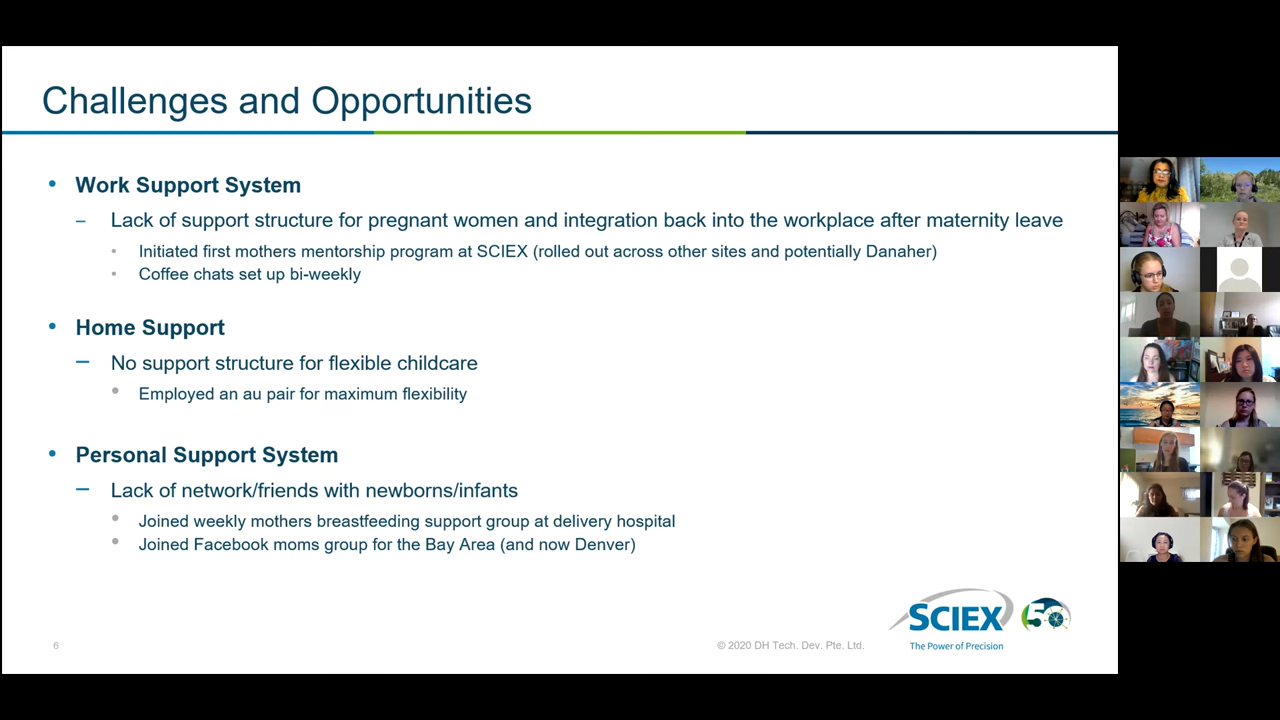 Challenges and Opportunities
• Work Support System
– Lack of support structure for pregnant women and integration back into the workplace after maternity leave
• Initiated first mothers mentorship program at SCIEX (rolled out across other sites and potentially Danaher)
• Coffee chats set up bi-weekly
• Home Support
– No support structure for flexible childcare
• Employed an au pair for maximum flexibility
• Personal Support System
– Lack of network/friends with newborns/infants
• Joined weekly mothers breastfeeding support group at delivery hospital
• Joined Facebook moms group for the Bay Area (and now Denver)
SCIEX 50
The Power of Precision
6
© 2020 DH Tech. Dev. Pte. Ltd.